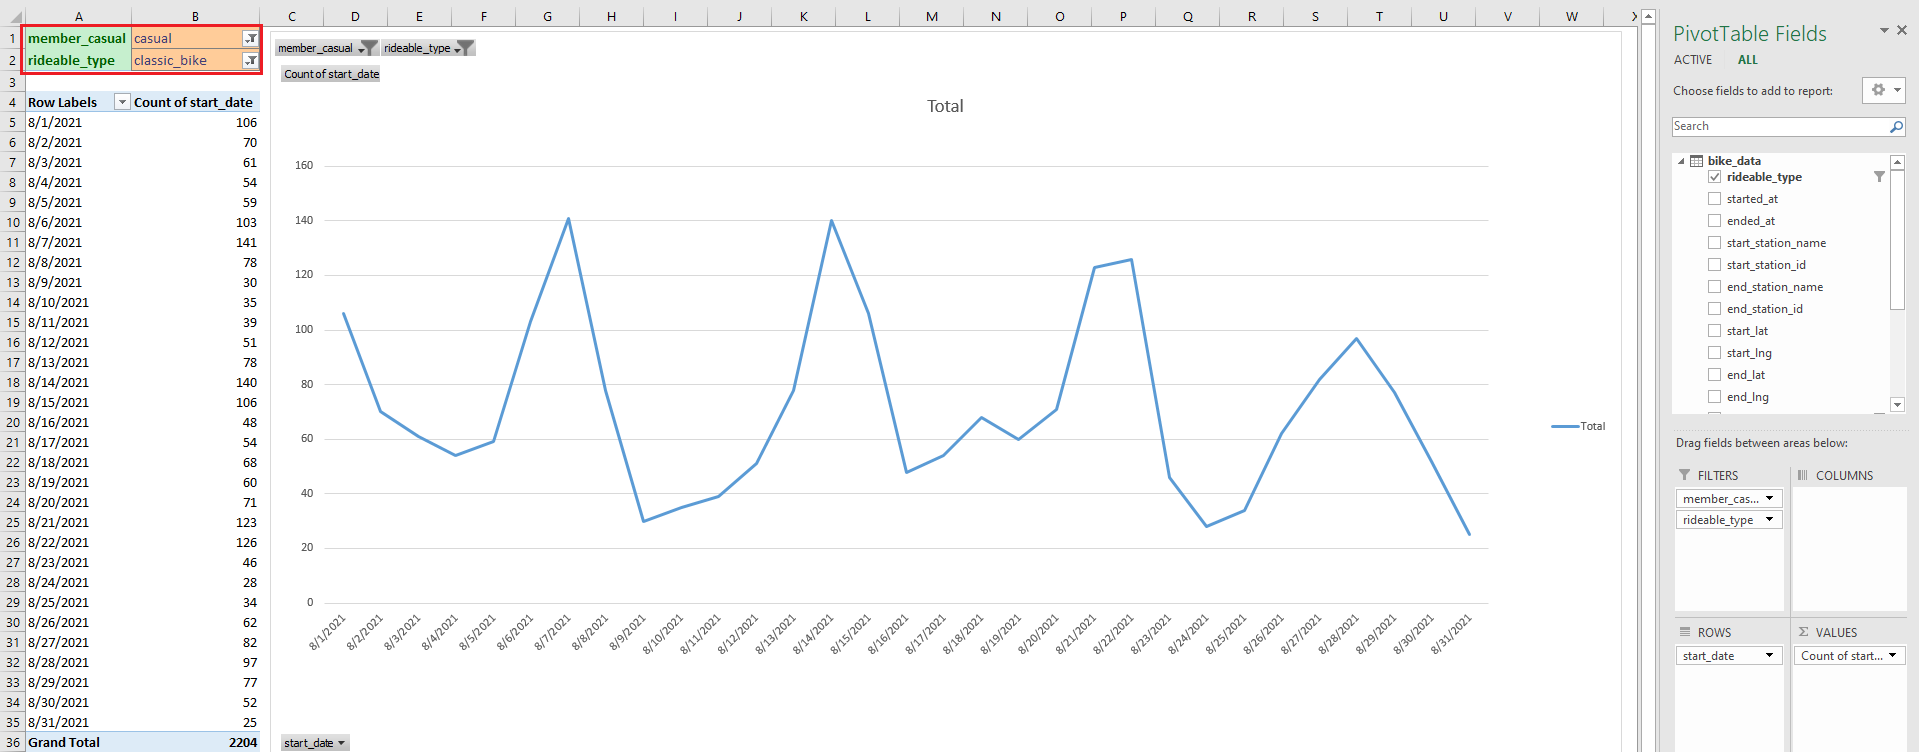 A B C D E F G H I J K L M N O P Q R S T U V W X
1 member_casual casual
2 rideable_type classic_bike
3
4 Row Labels Count of start_date
5 8/1/2021 106
6 8/2/2021 70
7 8/3/2021 61
8 8/4/2021 54
9 8/5/2021 59
10 8/6/2021 103
11 8/7/2021 141
12 8/8/2021 78
13 8/9/2021 30
14 8/10/2021 35
15 8/11/2021 39
16 8/12/2021 51
17 8/13/2021 78
18 8/14/2021 140
19 8/15/2021 106
20 8/16/2021 48
21 8/17/2021 54
22 8/18/2021 68
23 8/19/2021 60
24 8/20/2021 71
25 8/21/2021 123
26 8/22/2021 126
27 8/23/2021 46
28 8/24/2021 28
29 8/25/2021 34
30 8/26/2021 62
31 8/27/2021 82
32 8/28/2021 97
33 8/29/2021 77
34 8/30/2021 52
35 8/31/2021 25
36 Grand Total 2204
member_casual rideable_type
Count of start_date
Total
160
140
120
100
80
60
40
20
0
8/1/2021 8/2/2021 8/3/2021 8/4/2021 8/5/2021 8/6/2021 8/7/2021 8/8/2021 8/9/2021 8/10/2021 8/11/2021 8/12/2021 8/13/2021 8/14/2021 8/15/2021 8/16/2021 8/17/2021 8/18/2021 8/19/2021 8/20/2021 8/21/2021 8/22/2021 8/23/2021 8/24/2021 8/25/2021 8/26/2021 8/27/2021 8/28/2021 8/29/2021 8/30/2021 8/31/2021
Total
start_date
PivotTable Fields
ACTIVE ALL
Choose fields to add to report:
Search
bike_data
rideable_type
started_at
ended_at
start_station_name
start_station_id
end_station_name
end_station_id
start_lat
start_lng
end_lat
end_lng
Drag fields between areas below:
FILTERS COLUMNS
member_cas...
rideable_type
ROWS Σ VALUES
start_date Count of start...